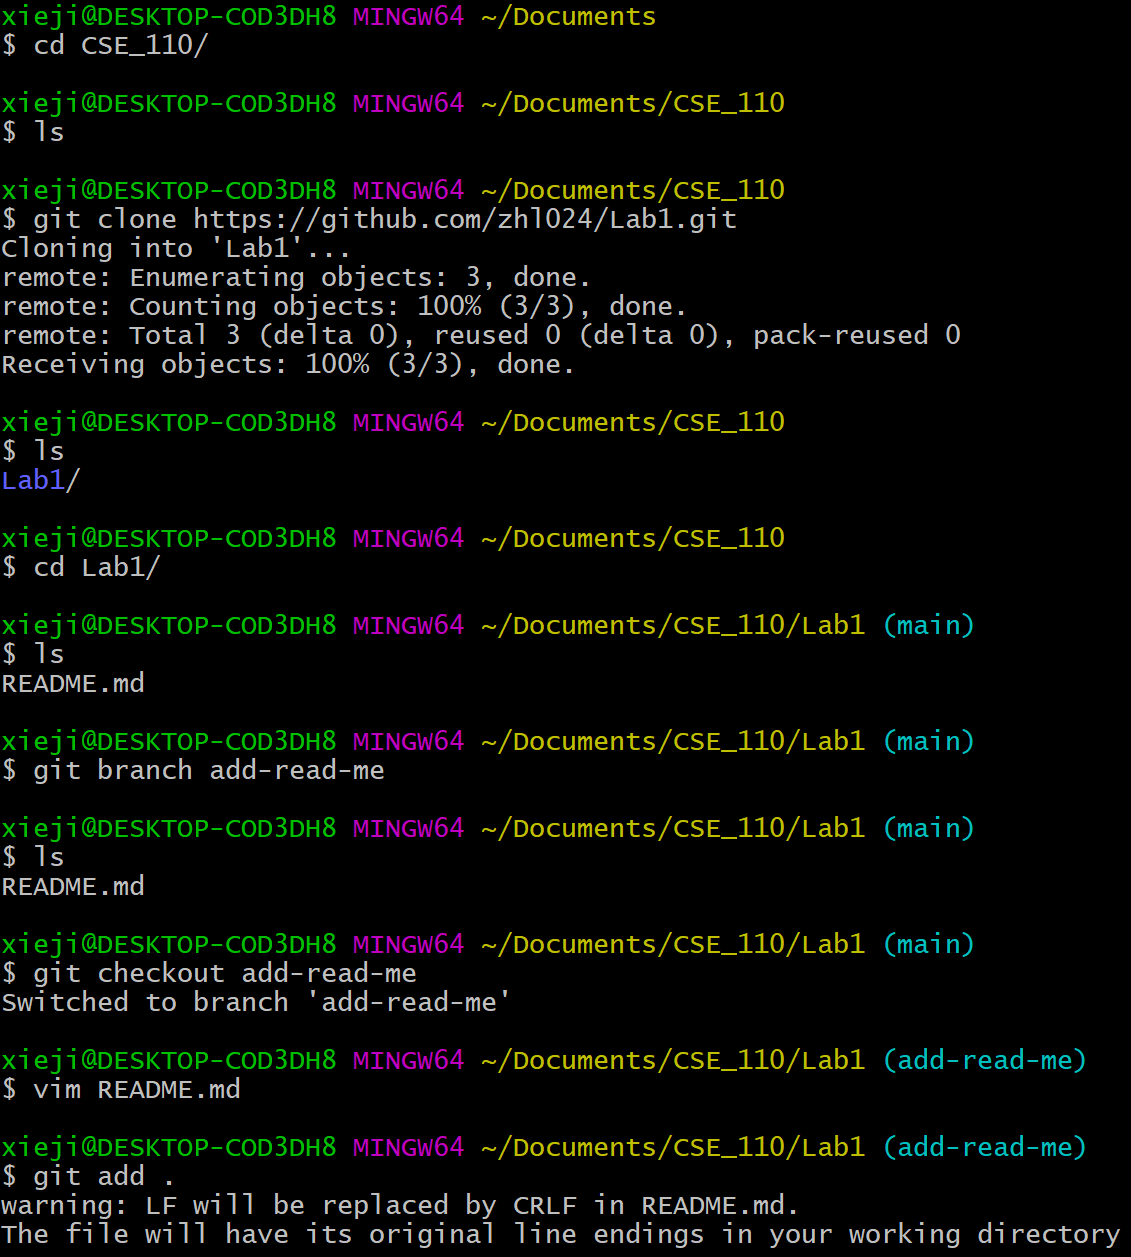 xieji@DESKTOP-COD3DH8 MINGW64 ~/Documents
$ cd CSE_110/
xieji@DESKTOP-COD3DH8 MINGW64 ~/Documents/CSE_110
$ ls
xieji@DESKTOP-COD3DH8 MINGW64 ~/Documents/CSE_110
$ git clone https://github.com/zhl024/Lab1.git
Cloning into 'Lab1'...
remote: Enumerating objects: 3, done.
remote: Counting objects: 100% (3/3), done.
remote: Total 3 (delta 0), reused 0 (delta 0), pack-reused 0
Receiving objects: 100% (3/3), done.
xieji@DESKTOP-COD3DH8 MINGW64 ~/Documents/CSE_110
$ ls
Lab1/
xieji@DESKTOP-COD3DH8 MINGW64 ~/Documents/CSE_110
$ cd Lab1/
xieji@DESKTOP-COD3DH8 MINGW64 ~/Documents/CSE_110/Lab1 (main)
$ ls
README.md
xieji@DESKTOP-COD3DH8 MINGW64 ~/Documents/CSE_110/Lab1 (main)
$ git branch add-read-me
xieji@DESKTOP-COD3DH8 MINGW64 ~/Documents/CSE_110/Lab1 (main)
$ ls
README.md
xieji@DESKTOP-COD3DH8 MINGW64 ~/Documents/CSE_110/Lab1 (main)
$ git checkout add-read-me
Switched to branch 'add-read-me'
xieji@DESKTOP-COD3DH8 MINGW64 ~/Documents/CSE_110/Lab1 (add-read-me)
$ vim README.md
xieji@DESKTOP-COD3DH8 MINGW64 ~/Documents/CSE_110/Lab1 (add-read-me)
$ git add .
warning: LF will be replaced by CRLF in README.md.
The file will have its original line endings in your working directory